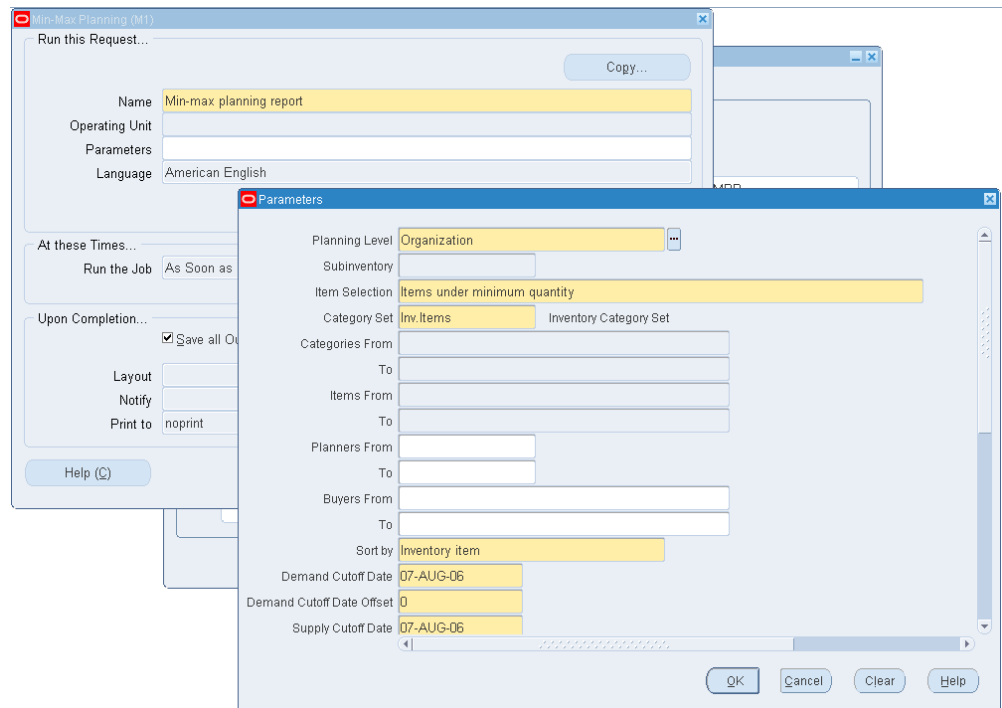 Min-Max Planning (M1)
Run this Request...
Copy...
Name Min-max planning report
Operating Unit
Parameters
Language American English
At these Times...
Run the Job As Soon as
Upon Completion...
Save all Ou
Layout
Notify
Print to noprint
Help (C)
MRP
Parameters
Planning Level Organization
Subinventory
Item Selection Items under minimum quantity
Category Set Inv.Items Inventory Category Set
Categories From
To
Items From
To
Planners From
To
Buyers From
To
Sort by Inventory item
Demand Cutoff Date 07-AUG-06
Demand Cutoff Date Offset 0
Supply Cutoff Date 07-AUG-06
OK Cancel Clear Help